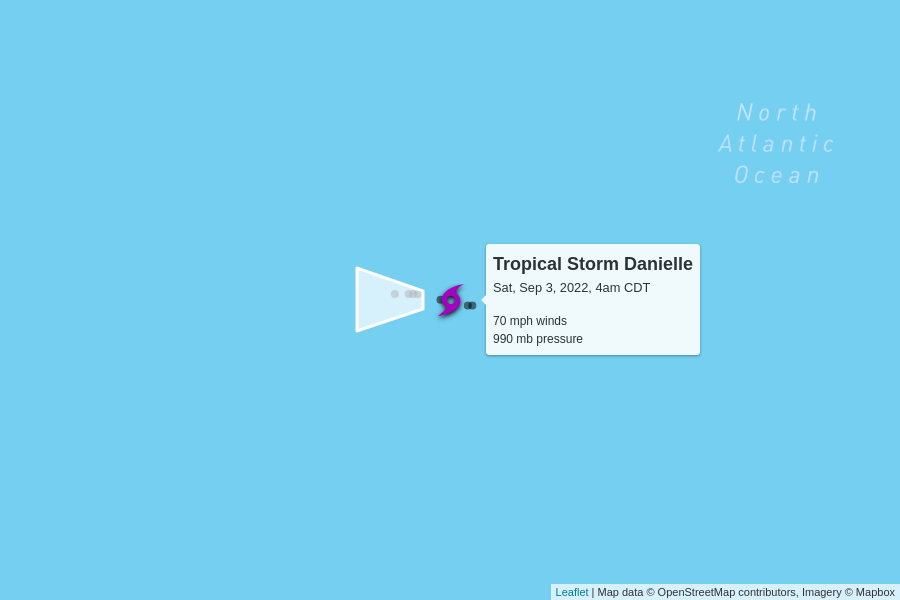 North
Atlantic
Ocean
Tropical Storm Danielle
Sat, Sep 3, 2022, 4am CDT
70 mph winds
990 mb pressure
Leaflet | Map data © OpenStreetMap contributors, Imagery © Mapbox